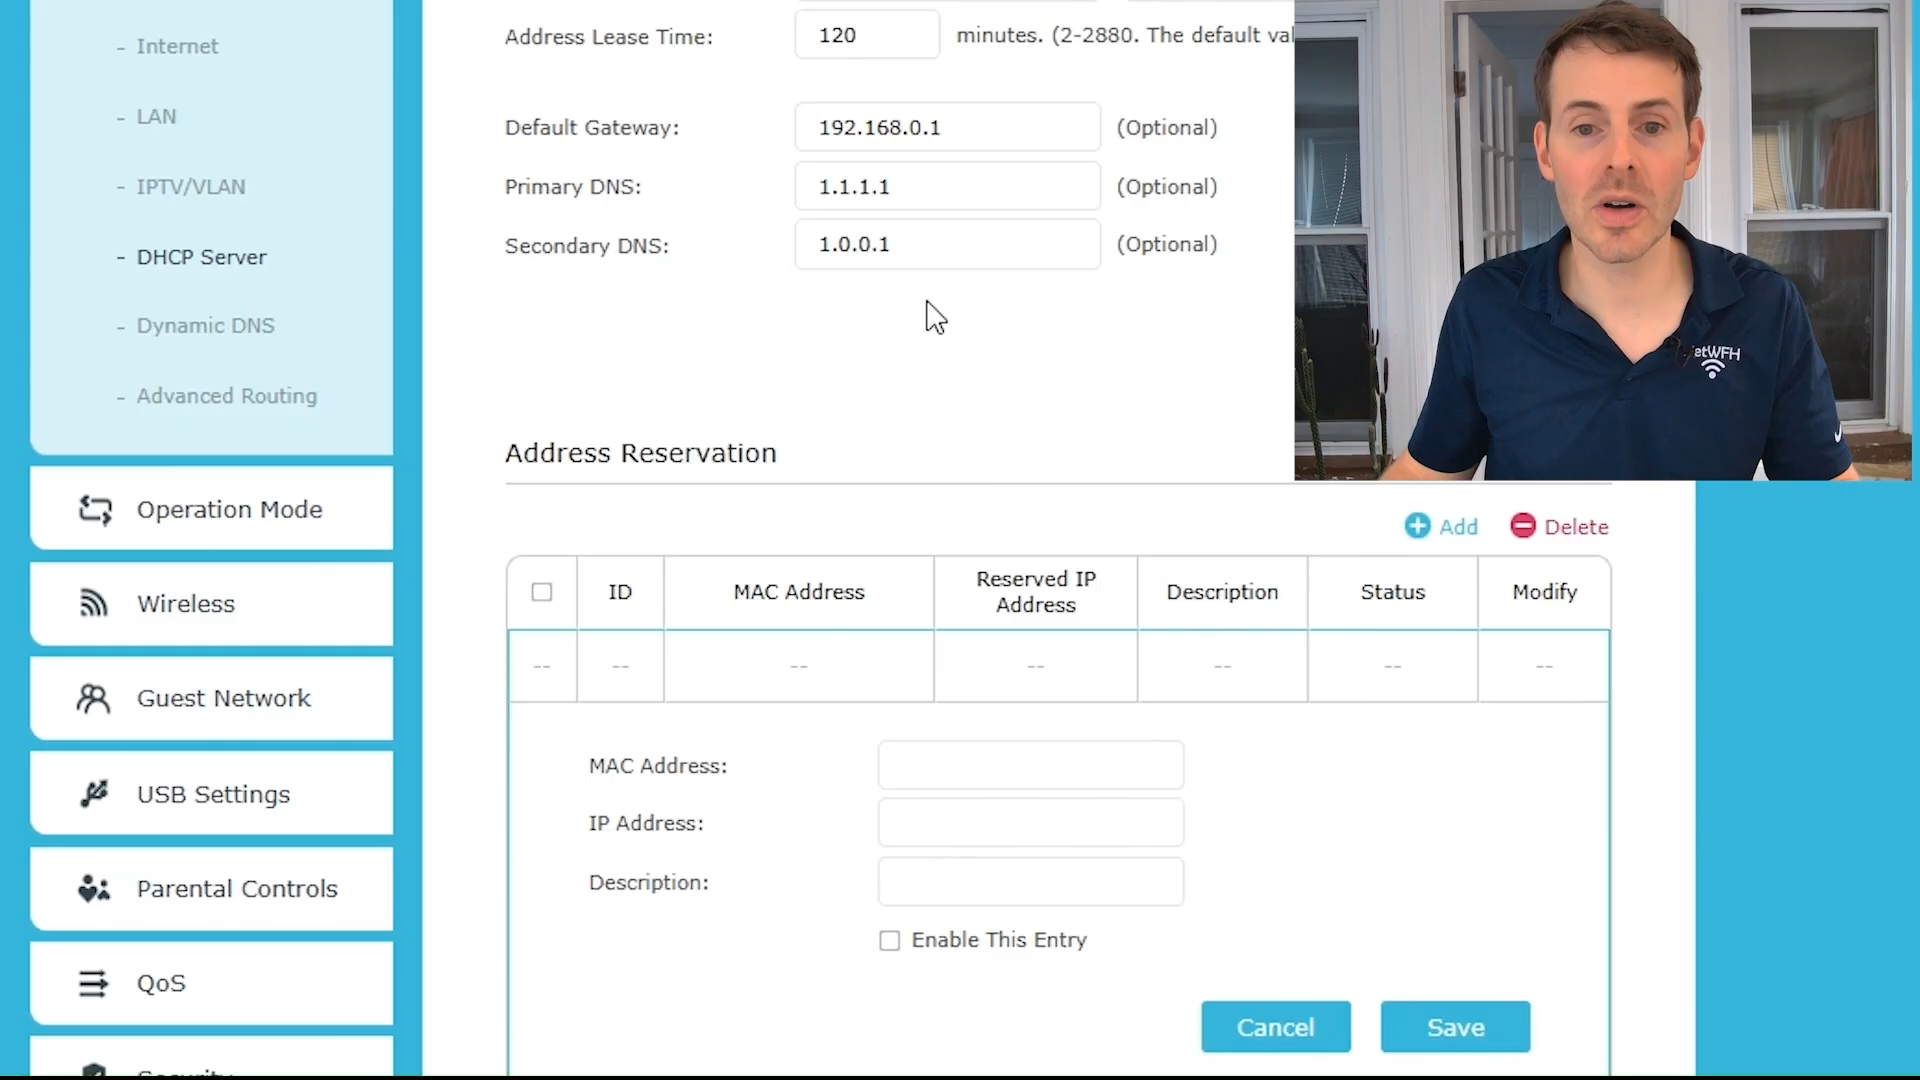 - Internet
- LAN
- IPTV/VLAN
- DHCP Server
- Dynamic DNS
- Advanced Routing
Operation Mode
Wireless
Guest Network
USB Settings
Parental Controls
QoS
Address Lease Time: 120 minutes. (2-2880. The default
Default Gateway: 192.168.0.1 (Optional)
Primary DNS: 1.1.1.1 (Optional)
Secondary DNS: 1.0.0.1 (Optional)
Address Reservation
Add Delete
ID MAC Address Reserved IP Address Description Status Modify
-- -- -- -- -- -- --
MAC Address:
IP Address:
Description:
Enable This Entry
Cancel Save
etWFH